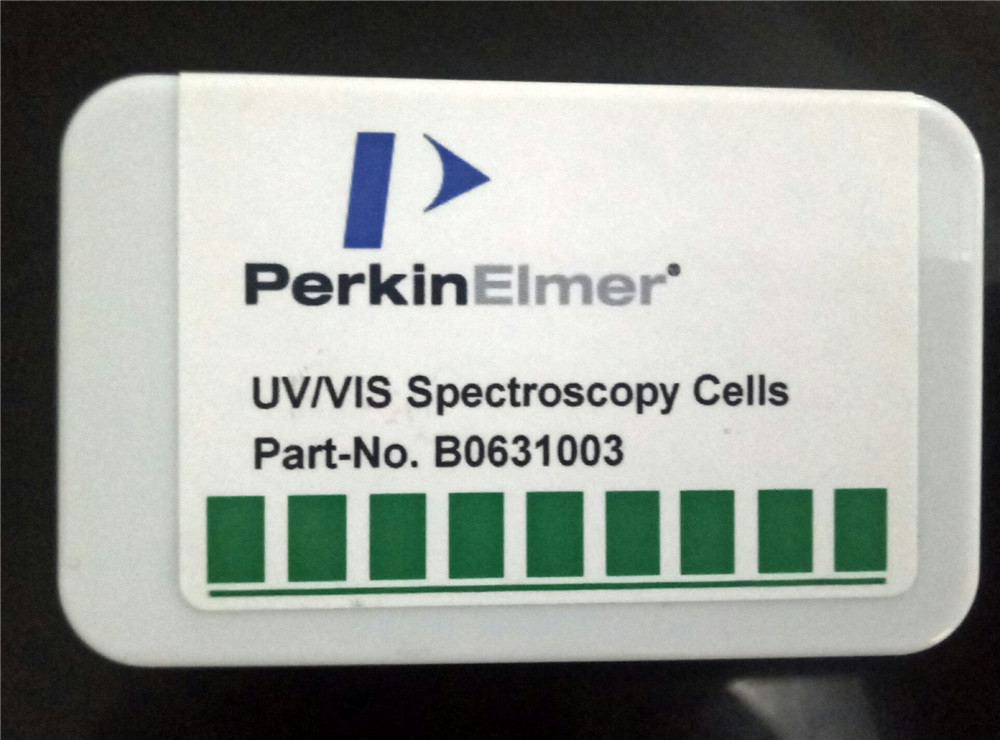 PerkinElmer®
UV/VIS Spectroscopy Cells
Part-No. B0631003